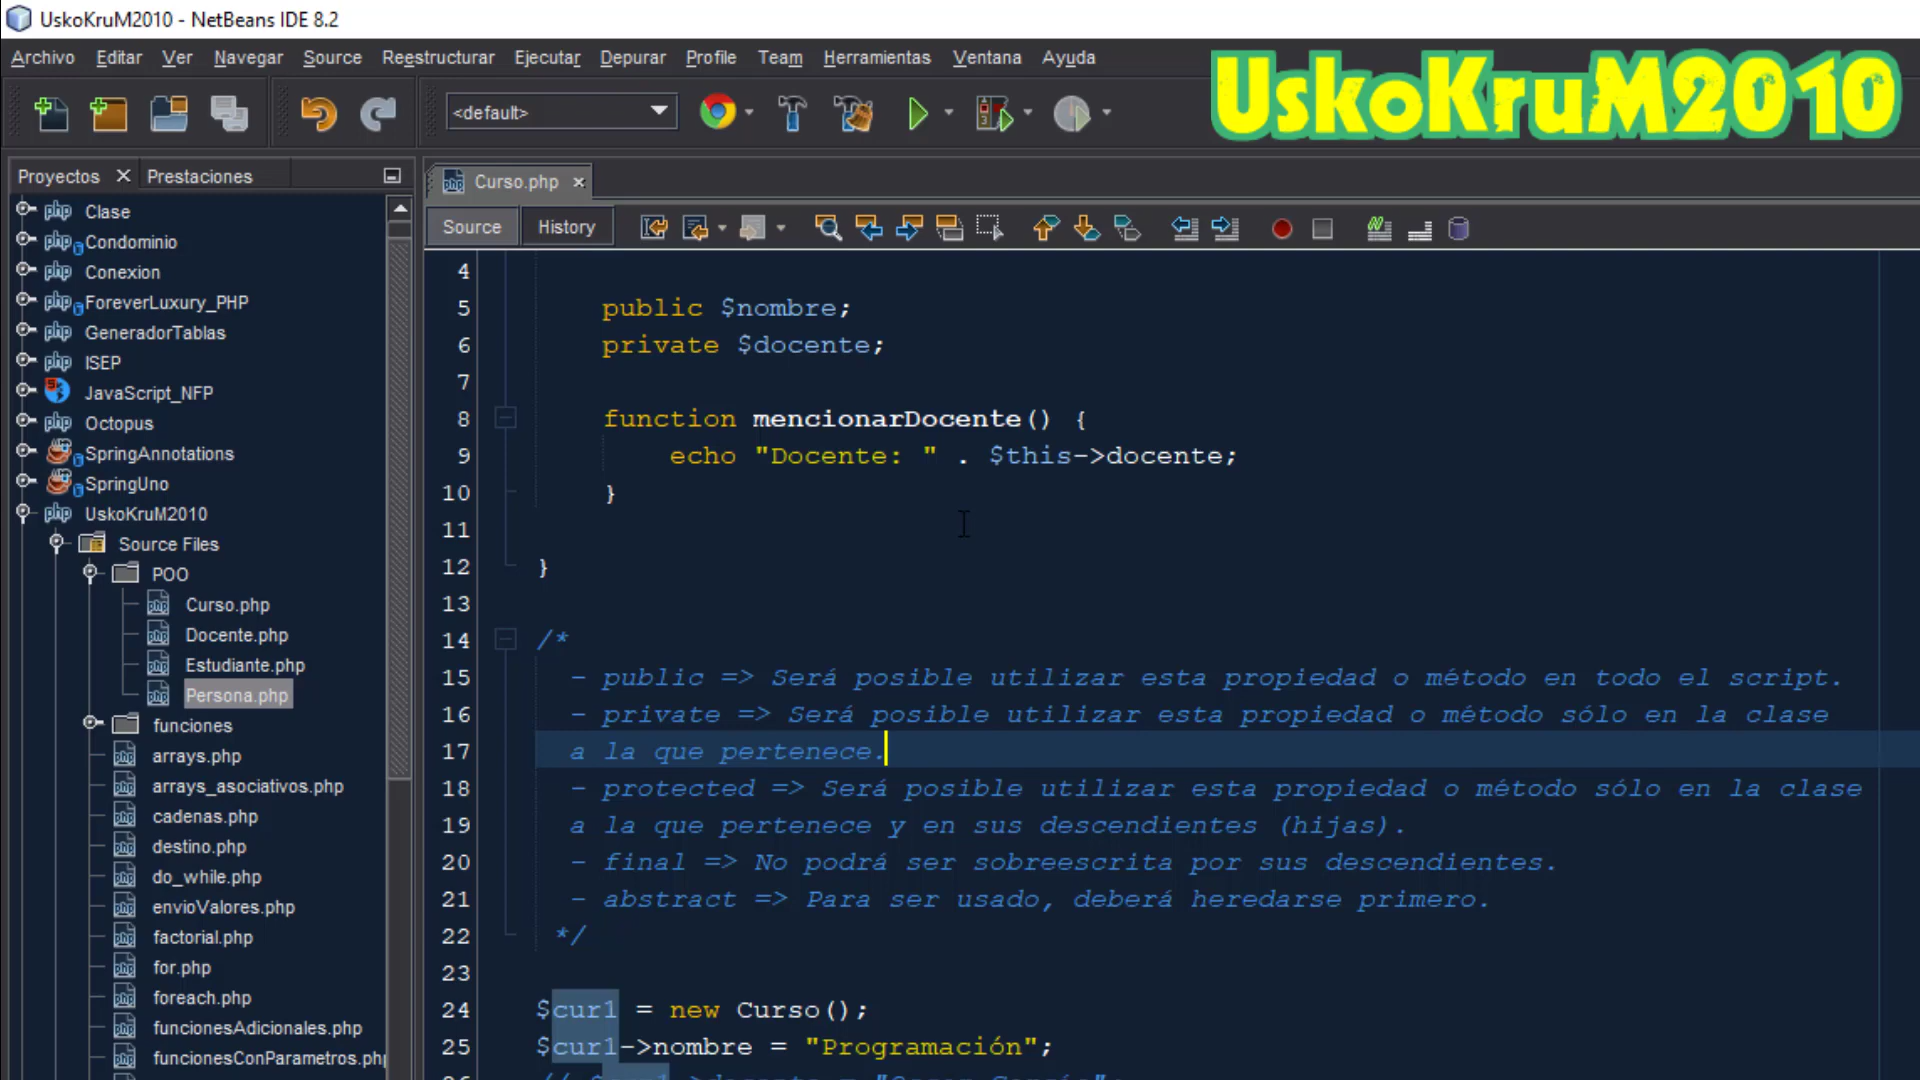 UskoKruM2010 - NetBeans IDE 8.2
Archivo Editar Ver Navegar Source Reestructurar Ejecutar Depurar Profile Team Herramientas Ventana Ayuda
UskoKruM2010
<default>
Proyectos Prestaciones
Curso.php
Source History
Clase
Condominio
Conexion
ForeverLuxury_PHP
GeneradorTablas
ISEP
JavaScript_NFP
Octopus
SpringAnnotations
SpringUno
UskoKruM2010
Source Files
POO
Curso.php
Docente.php
Estudiante.php
Persona.php
funciones
arrays.php
arrays_asociativos.php
cadenas.php
destino.php
do_while.php
envioValores.php
factorial.php
for.php
foreach.php
funcionesAdicionales.php
funcionesConParametros.php
4
5 public $nombre;
6 private $docente;
7
8 function mencionarDocente() {
9 echo "Docente: " . $this->docente;
10 }
11
12 }
13
14 /*
15 - public => Será posible utilizar esta propiedad o método en todo el script.
16 - private => Será posible utilizar esta propiedad o método sólo en la clase
17 a la que pertenece.
18 - protected => Será posible utilizar esta propiedad o método sólo en la clase
19 a la que pertenece y en sus descendientes (hijas).
20 - final => No podrá ser sobreescrita por sus descendientes.
21 - abstract => Para ser usado, deberá heredarse primero.
22 */
23
24 $cur1 = new Curso();
25 $cur1->nombre = "Programación";